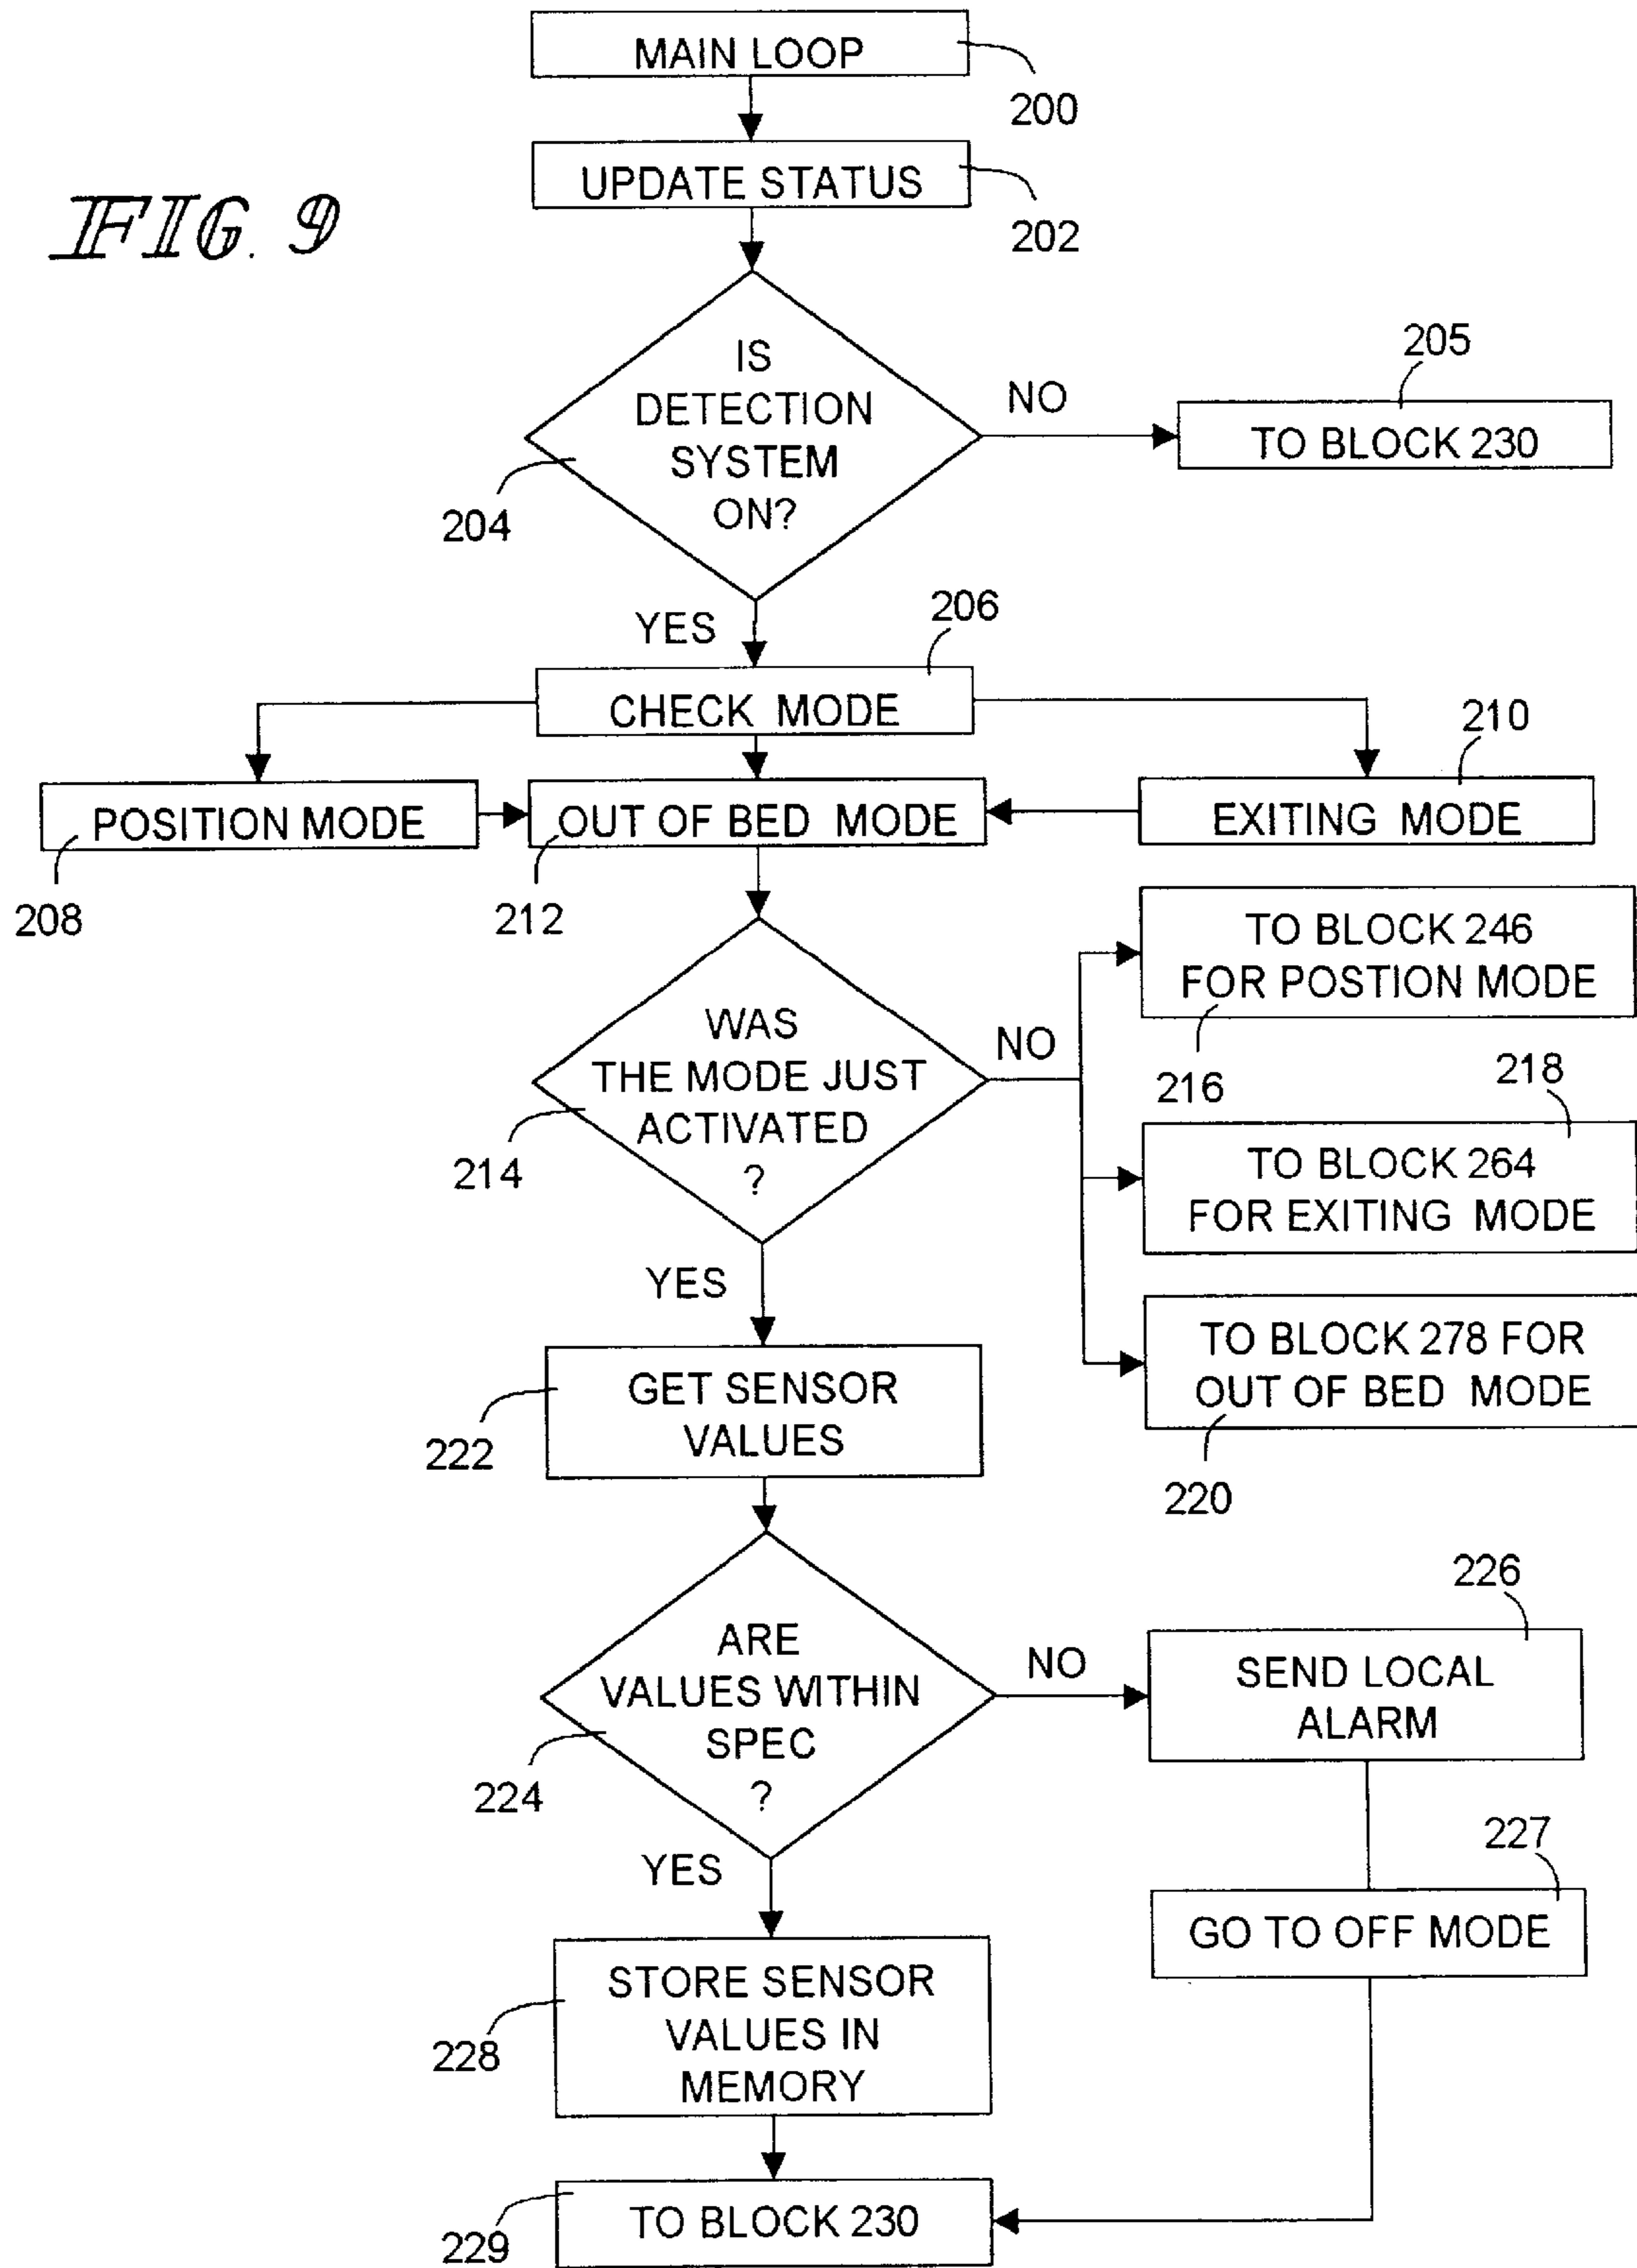 MAIN LOOP
200
UPDATE STATUS
202
FIG. 9
IS
DETECTION
SYSTEM
ON?
204
NO
205
TO BLOCK 230
YES
206
CHECK MODE
210
POSITION MODE
OUT OF BED MODE
EXITING MODE
208
212
WAS
THE MODE JUST
ACTIVATED
?
214
NO
TO BLOCK 246
FOR POSTION MODE
216
218
TO BLOCK 264
FOR EXITING MODE
TO BLOCK 278 FOR
OUT OF BED MODE
220
YES
GET SENSOR
VALUES
222
ARE
VALUES WITHIN
SPEC
?
224
NO
226
SEND LOCAL
ALARM
227
GO TO OFF MODE
YES
STORE SENSOR
VALUES IN
MEMORY
228
TO BLOCK 230
229